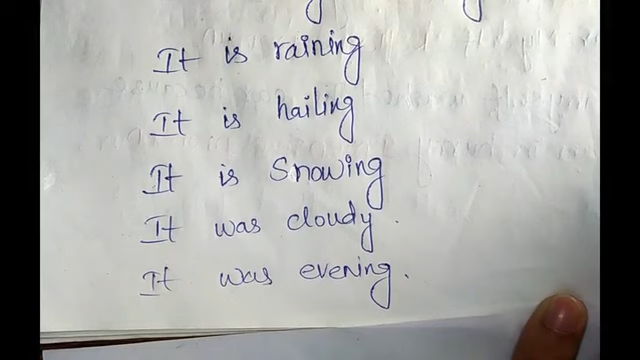 It is raining
It is hailing
It is Snowing
It was cloudy.
It was evening.